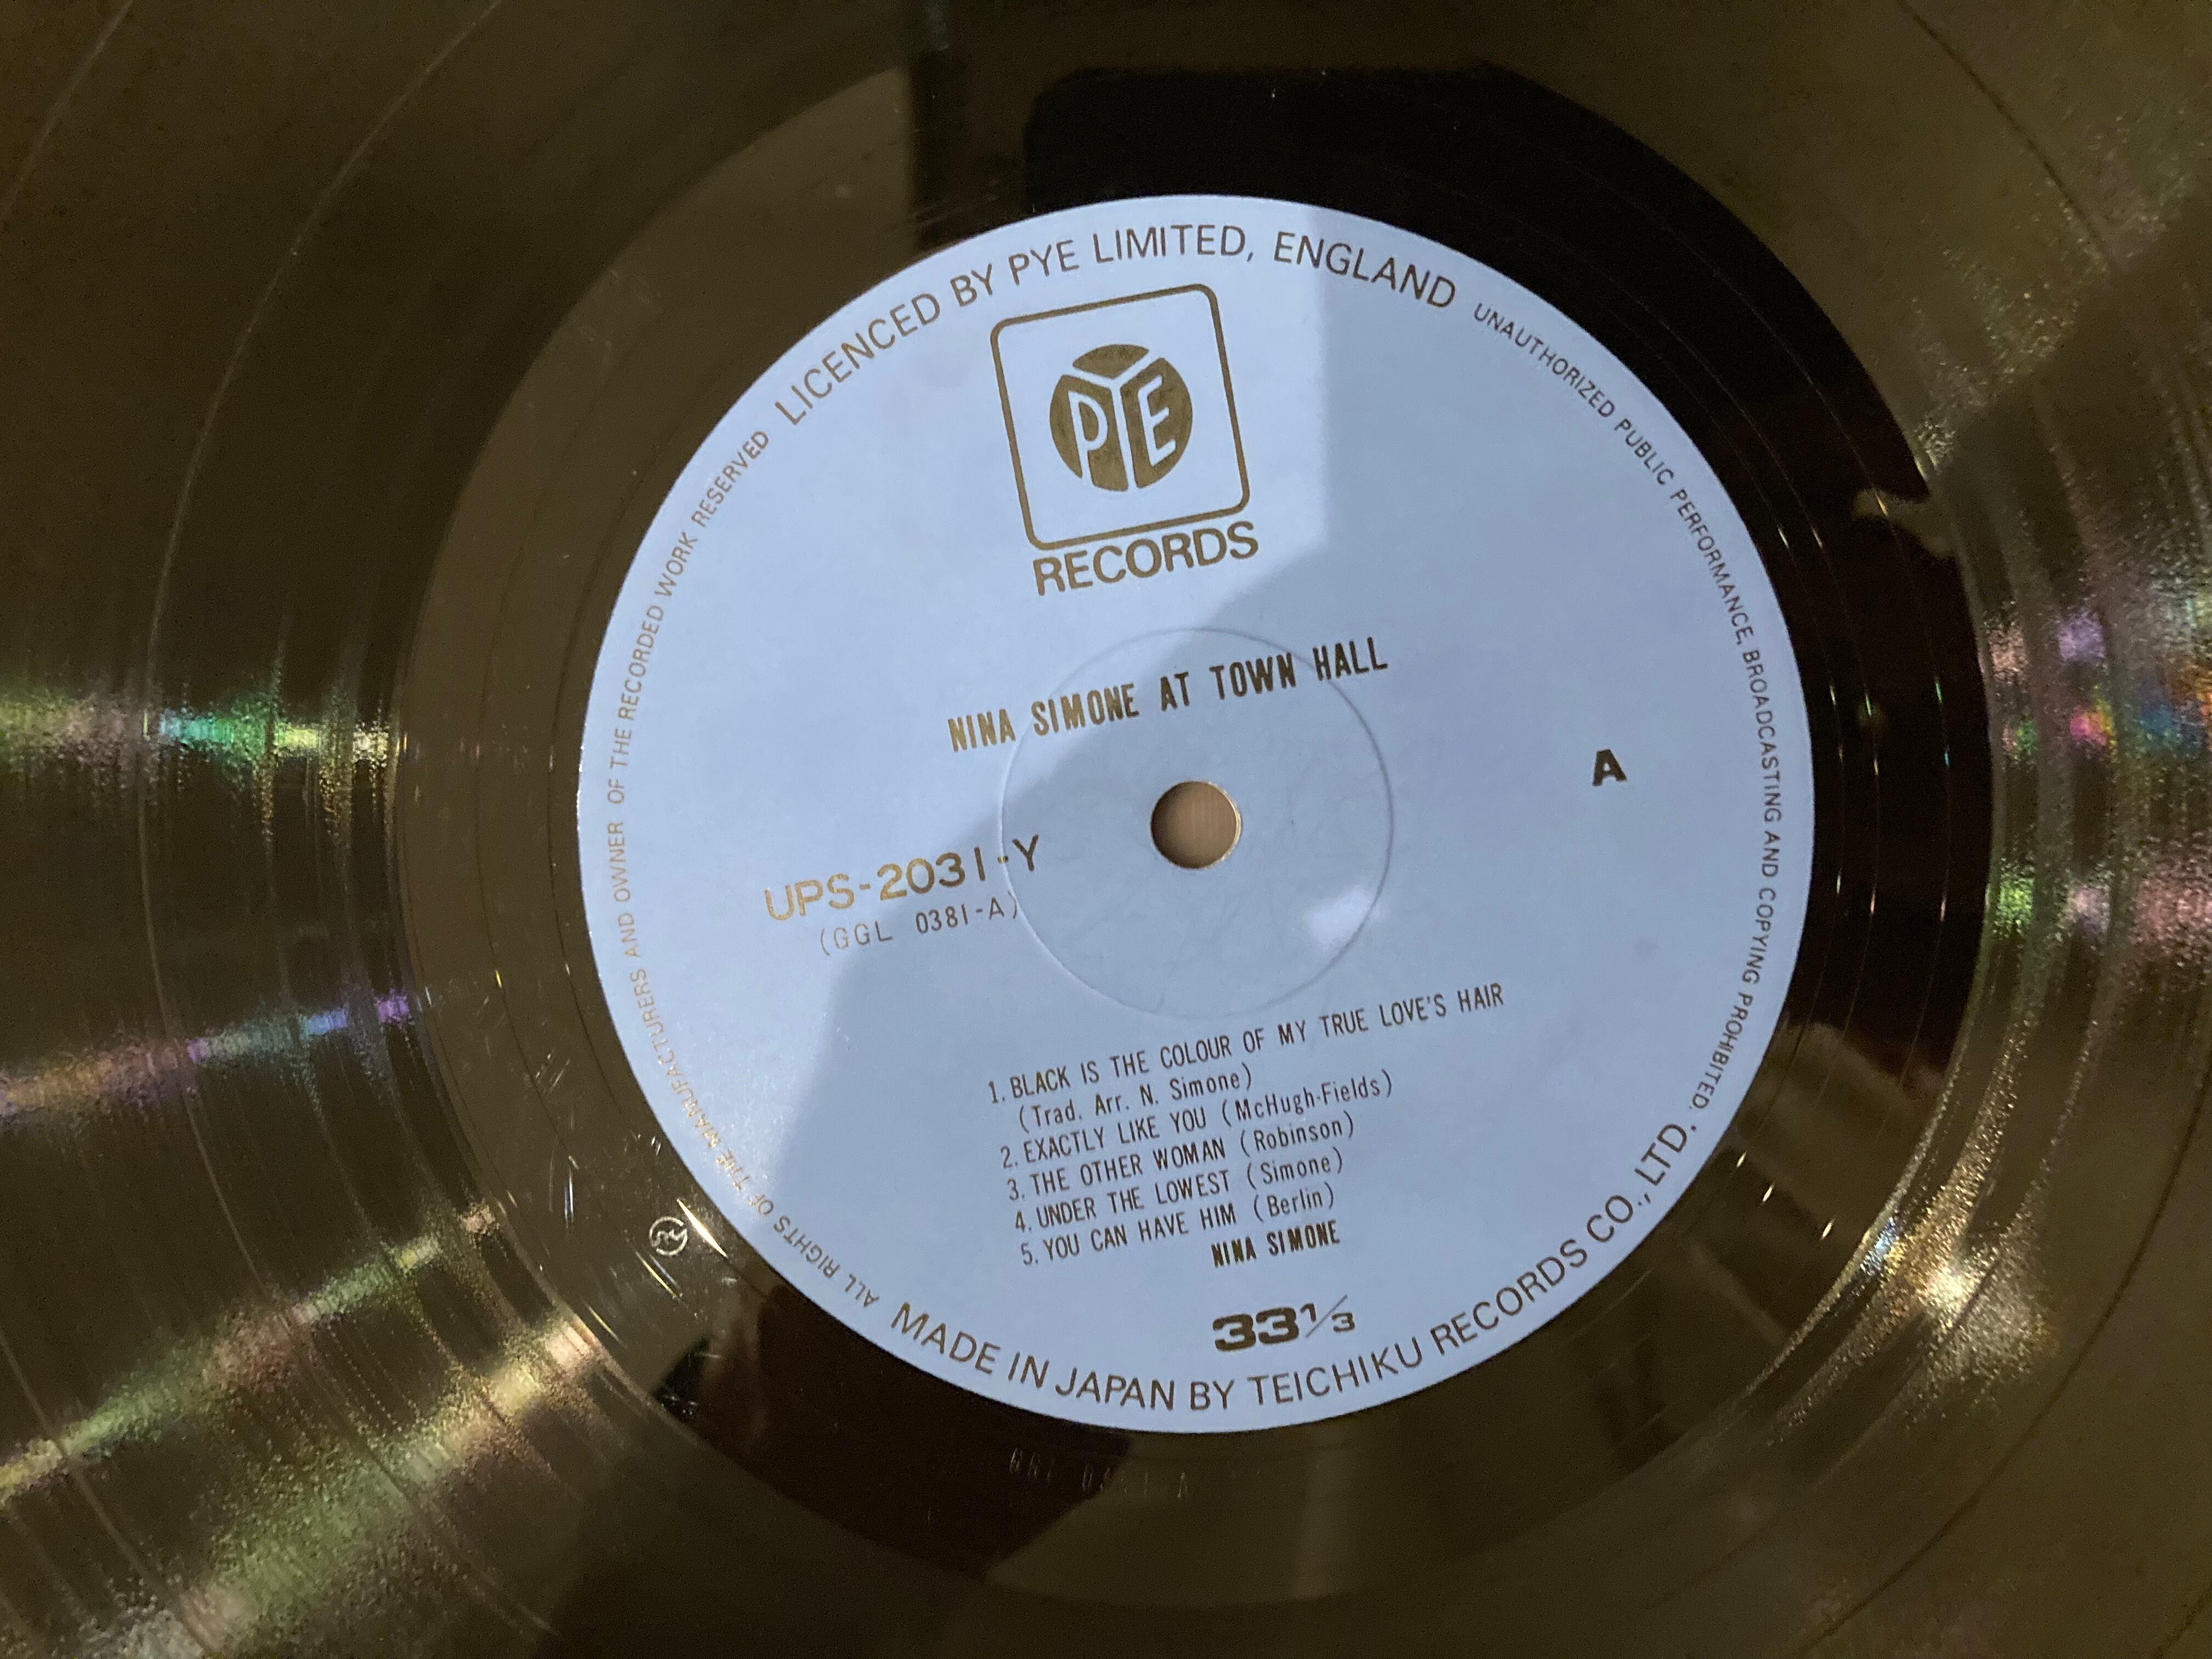 LICENCED BY PYE LIMITED, ENGLAND
UNAUTHORIZED PUBLIC PERFORMANCE, BROADCASTING AND COPYING PROHIBITED.
PYE
RECORDS
NINA SIMONE AT TOWN HALL
A
UPS-2031-Y
(GGL 0381-A)
1. BLACK IS THE COLOUR OF MY TRUE LOVE'S HAIR
(Trad. Arr. N. Simone)
2. EXACTLY LIKE YOU (McHugh-Fields)
3. THE OTHER WOMAN (Robinson)
4. UNDER THE LOWEST (Simone)
5. YOU CAN HAVE HIM (Berlin)
NINA SIMONE
33 1/3
MADE IN JAPAN BY TEICHIKU RECORDS CO., LTD.
ALL RIGHTS OF THE MANUFACTURERS AND OWNER OF THE RECORDED WORK RESERVED